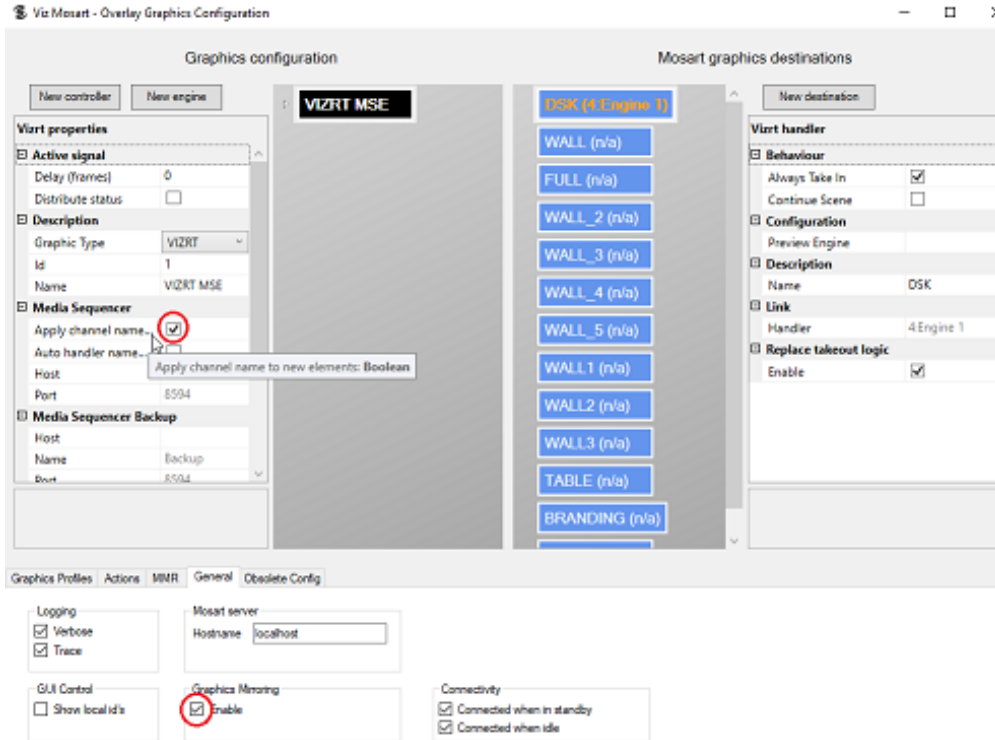 Viz Mosart - Overlay Graphics Configuration
Graphics configuration
Mosart graphics destinations
New controller
New engine
Vizrt properties
Active signal
Delay (frames) 0
Distribute status
Description
Graphic Type VIZRT
Id 1
Name VIZRT MSE
Media Sequencer
Apply channel name...
Auto handler name...
Apply channel name to new elements: Boolean
Host
Port 8594
Media Sequencer Backup
Host
Name Backup
Port 8594
VIZRT MSE
DSK (4:Engine 1)
WALL (n/a)
FULL (n/a)
WALL_2 (n/a)
WALL_3 (n/a)
WALL_4 (n/a)
WALL_5 (n/a)
WALL1 (n/a)
WALL2 (n/a)
WALL3 (n/a)
TABLE (n/a)
BRANDING (n/a)
New destination
Vizrt handler
Behaviour
Always Take In
Continue Scene
Configuration
Preview Engine
Description
Name DSK
Link
Handler 4:Engine 1
Replace takeout logic
Enable
Graphics Profiles Actions MMR General Obsolete Config
Logging
Verbose
Trace
Mosart server
Hostname localhost
GUI Control
Show local id's
Graphics Mirroring
Enable
Connectivity
Connected when in standby
Connected when idle